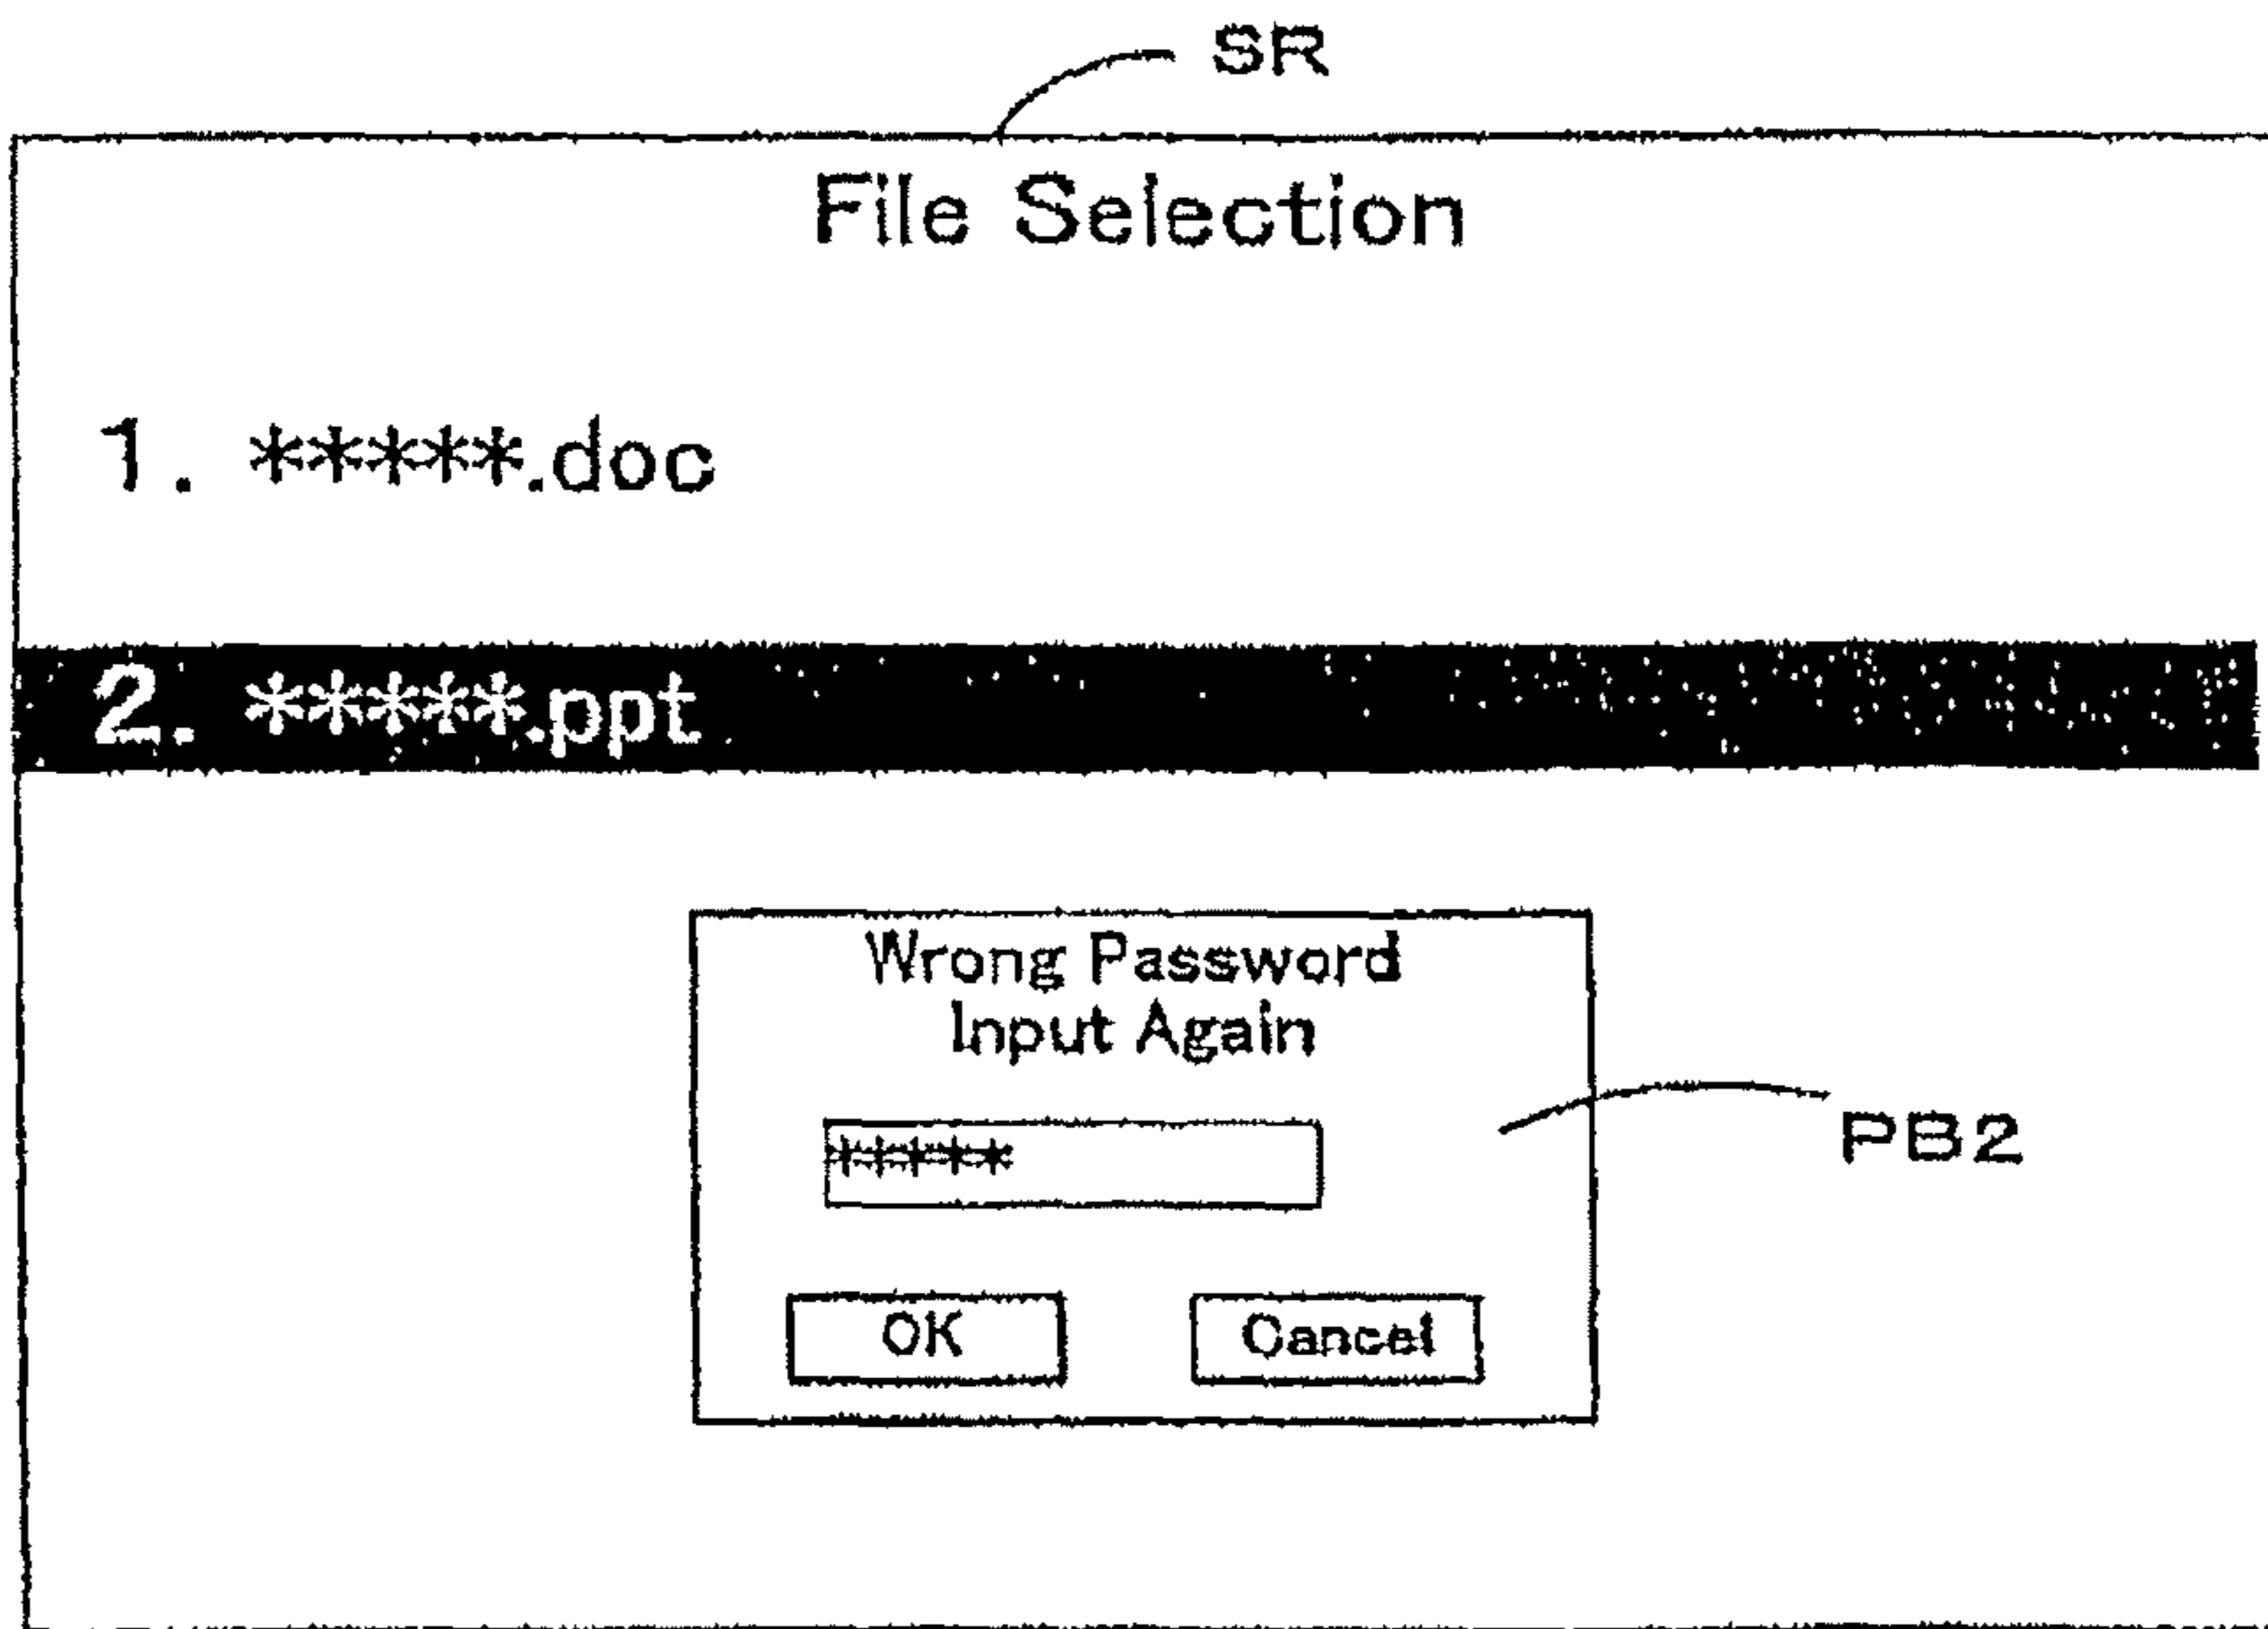 SR
File Selection
1. *****.doc
2. *****.ppt
Wrong Password
Input Again
PB2
*****
OK Cancel